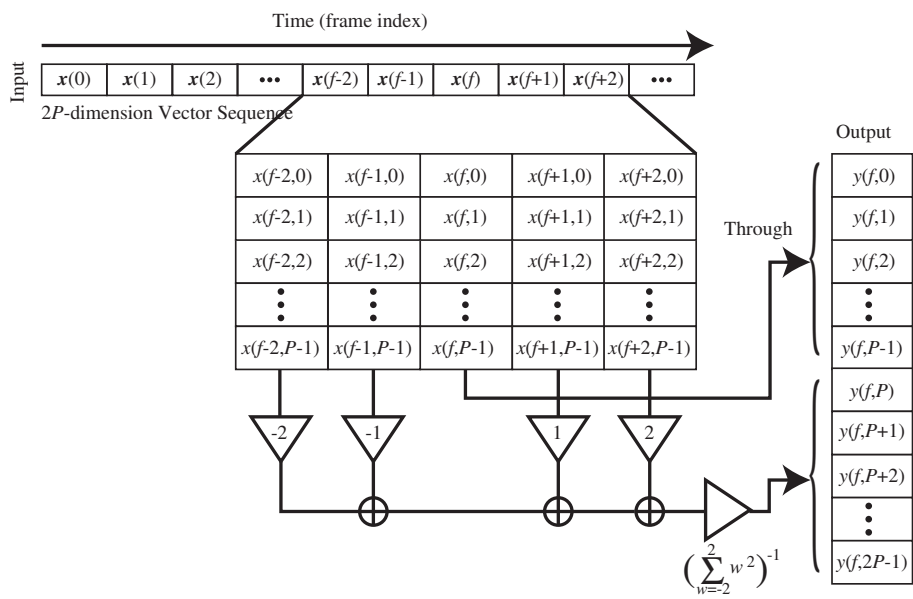 Time (frame index)
Input
x(0) x(1) x(2) ••• x(f-2) x(f-1) x(f) x(f+1) x(f+2) •••
2P-dimension Vector Sequence
Output
x(f-2,0) x(f-1,0) x(f,0) x(f+1,0) x(f+2,0) y(f,0)
x(f-2,1) x(f-1,1) x(f,1) x(f+1,1) x(f+2,1) y(f,1)
Through
x(f-2,2) x(f-1,2) x(f,2) x(f+1,2) x(f+2,2) y(f,2)
x(f-2,P-1) x(f-1,P-1) x(f,P-1) x(f+1,P-1) x(f+2,P-1) y(f,P-1)
y(f,P)
-2 -1 1 2 y(f,P+1)
y(f,P+2)
(∑ w=-2 2 w 2) -1
y(f,2P-1)